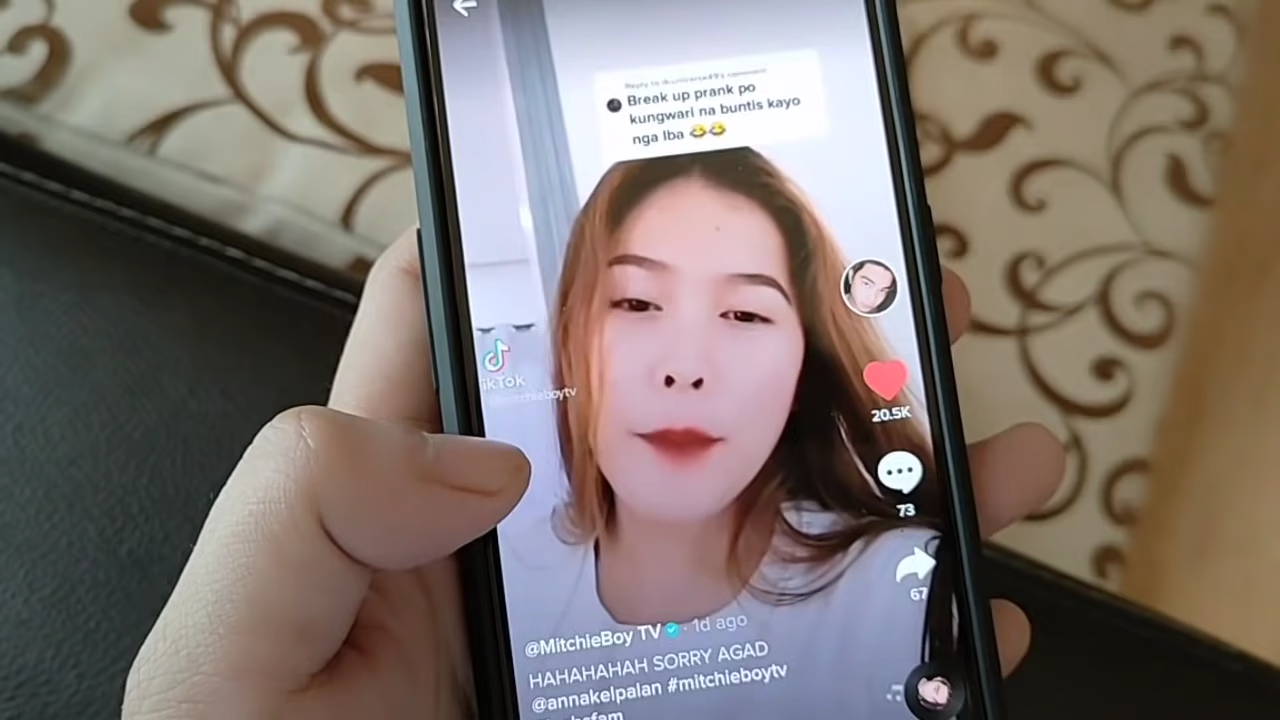 Break up prank po
kungwari na buntis kayo
nga Iba 😂😂
TikTok
20.5K
73
67
@MitchieBoy TV · 1d ago
HAHAHAHAH SORRY AGAD
@annakelpalan #mitchieboytv